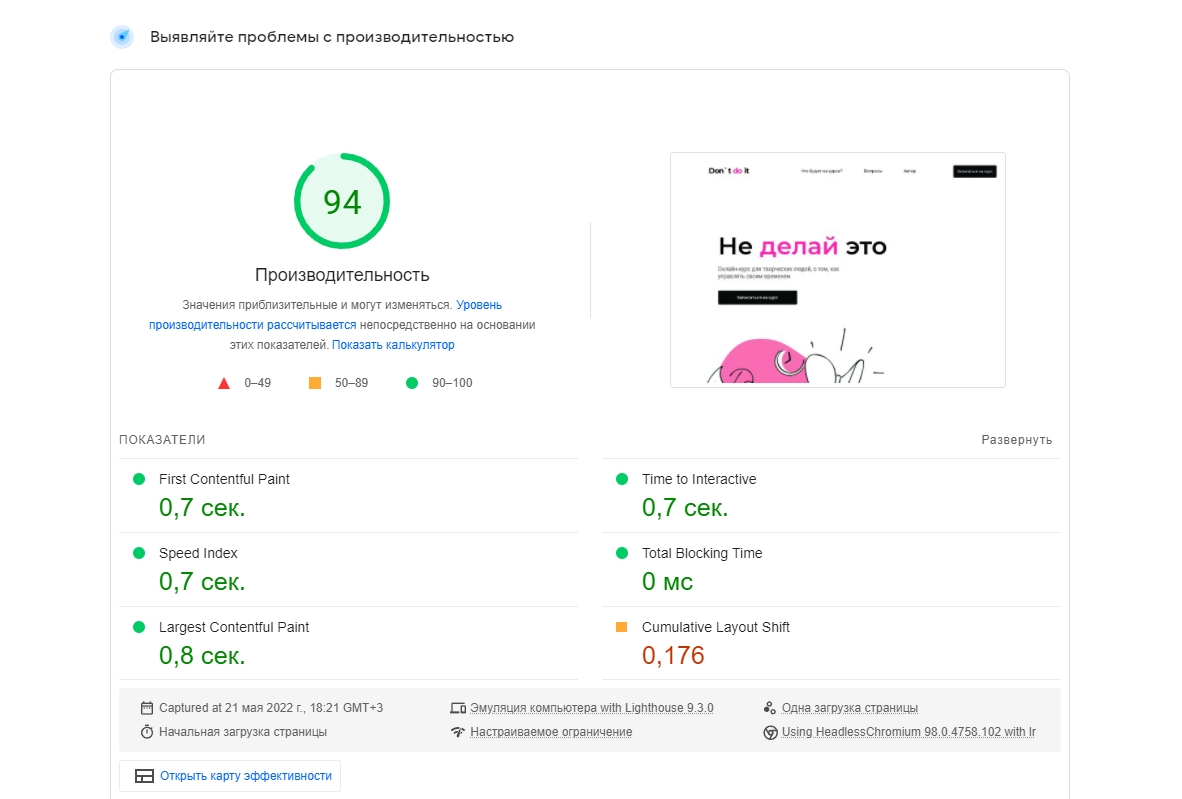 Выявляйте проблемы с производительностью
94
Производительность
Значения приблизительные и могут изменяться. Уровень
производительности рассчитывается непосредственно на основании
этих показателей. Показать калькулятор
0–49
50–89
90–100
Don`t do it
Что будет на курсе?
Вопросы
Автор
Записаться на курс
Не делай это
Онлайн-курс для творческих людей, о том, как
управлять своим временем
Записаться на курс
ПОКАЗАТЕЛИ
Развернуть
First Contentful Paint
0,7 сек.
Time to Interactive
0,7 сек.
Speed Index
0,7 сек.
Total Blocking Time
0 мс
Largest Contentful Paint
0,8 сек.
Cumulative Layout Shift
0,176
Captured at 21 мая 2022 г., 18:21 GMT+3
Эмуляция компьютера with Lighthouse 9.3.0
Одна загрузка страницы
Начальная загрузка страницы
Настраиваемое ограничение
Using HeadlessChromium 98.0.4758.102 with lr
Открыть карту эффективности